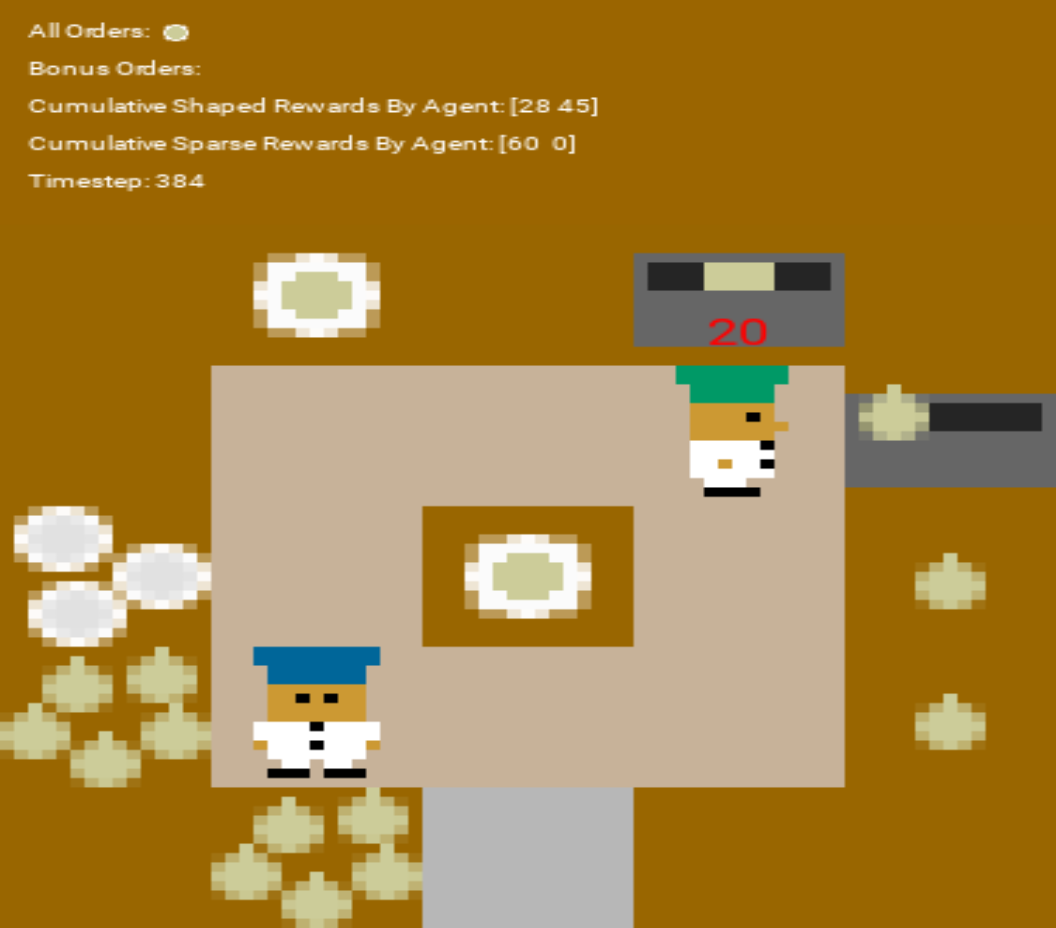 All Orders:
Bonus Orders:
Cumulative Shaped Rewards By Agent: [28 45]
Cumulative Sparse Rewards By Agent: [60  0]
Timestep: 384
20